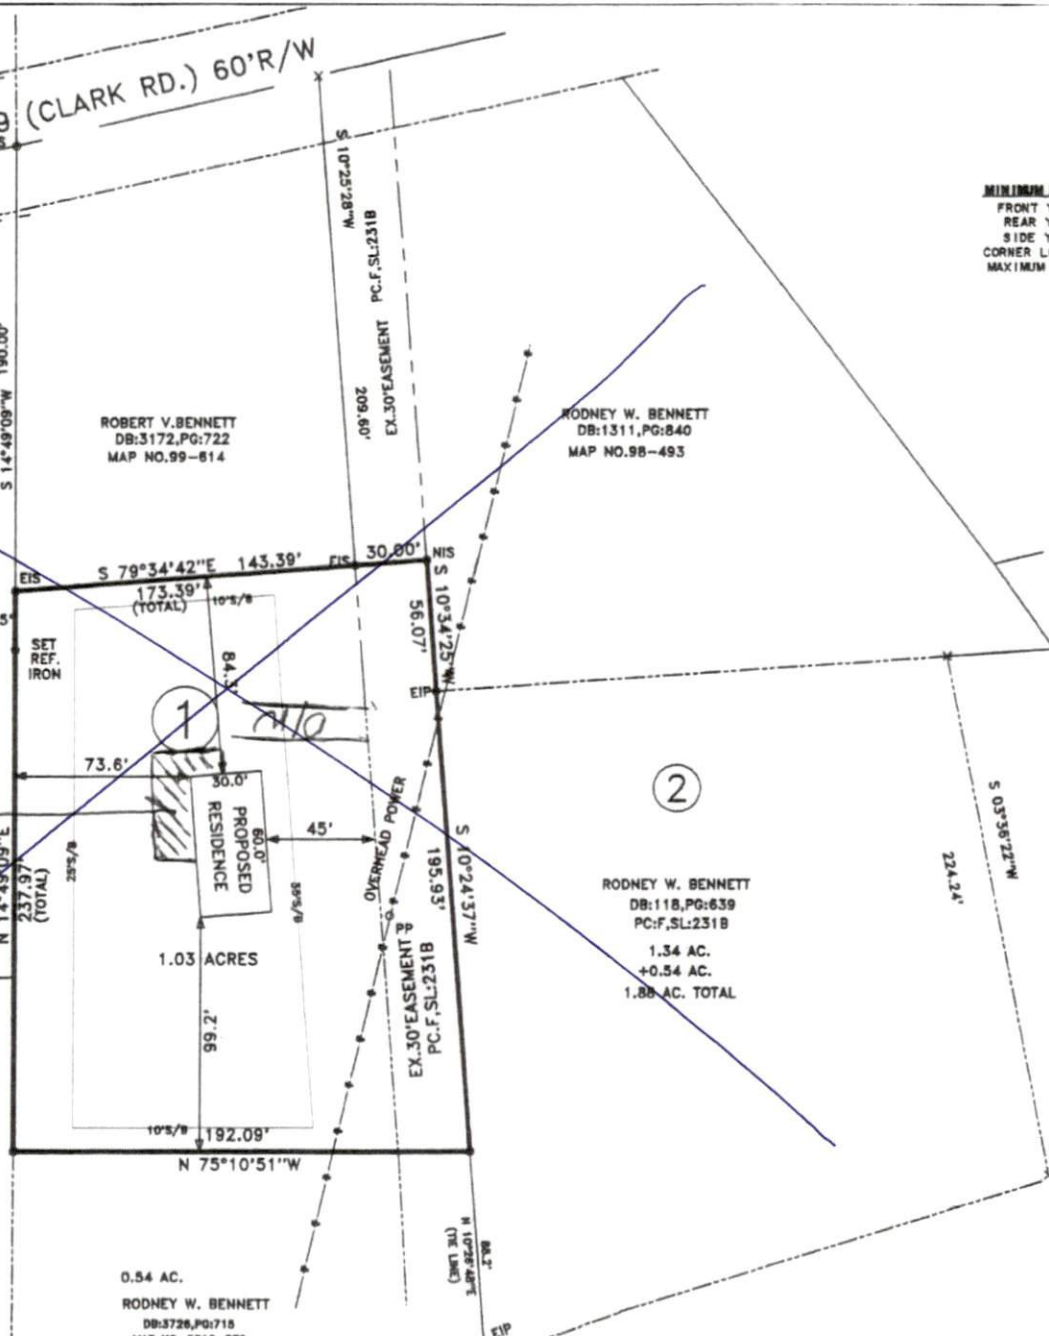 9 (CLARK RD.) 60'R/W
S 10°25'28"W
EX.30'EASEMENT PC.F,SL:231B
209.60'
MINIMUM
FRONT
REAR
SIDE
CORNER
MAXIMUM
S 14°49'09"W 190.00'
ROBERT V.BENNETT
DB:3172,PG:722
MAP NO.99-614
RODNEY W. BENNETT
DB:1311,PG:840
MAP NO.98-493
EIS
S 79°34'42"E 143.39'
EIS
30.00'
NIS
173.39'
(TOTAL)
10'S/B
SET
REF.
IRON
84.3'
56.07'
S 10°34'25"W
EIP
1
73.6'
30.0'
PROPOSED
RESIDENCE
60.0'
45'
OVERHEAD POWER
25'S/B
N 14°49'09"E
237.97'
(TOTAL)
S 10°24'37"W
195.93'
2
S 03°36'22"W
224.24'
RODNEY W. BENNETT
DB:118,PG:639
PC:F,SL:231B
1.34 AC.
+0.54 AC.
1.88 AC. TOTAL
PP
EX.30'EASEMENT
PC.F,SL:231B
1.03 ACRES
99.2'
10'S/B
192.09'
N 75°10'51"W
88.2'
(TIE LINE)
0.54 AC.
RODNEY W. BENNETT
DB:3726,PG:715
EIP